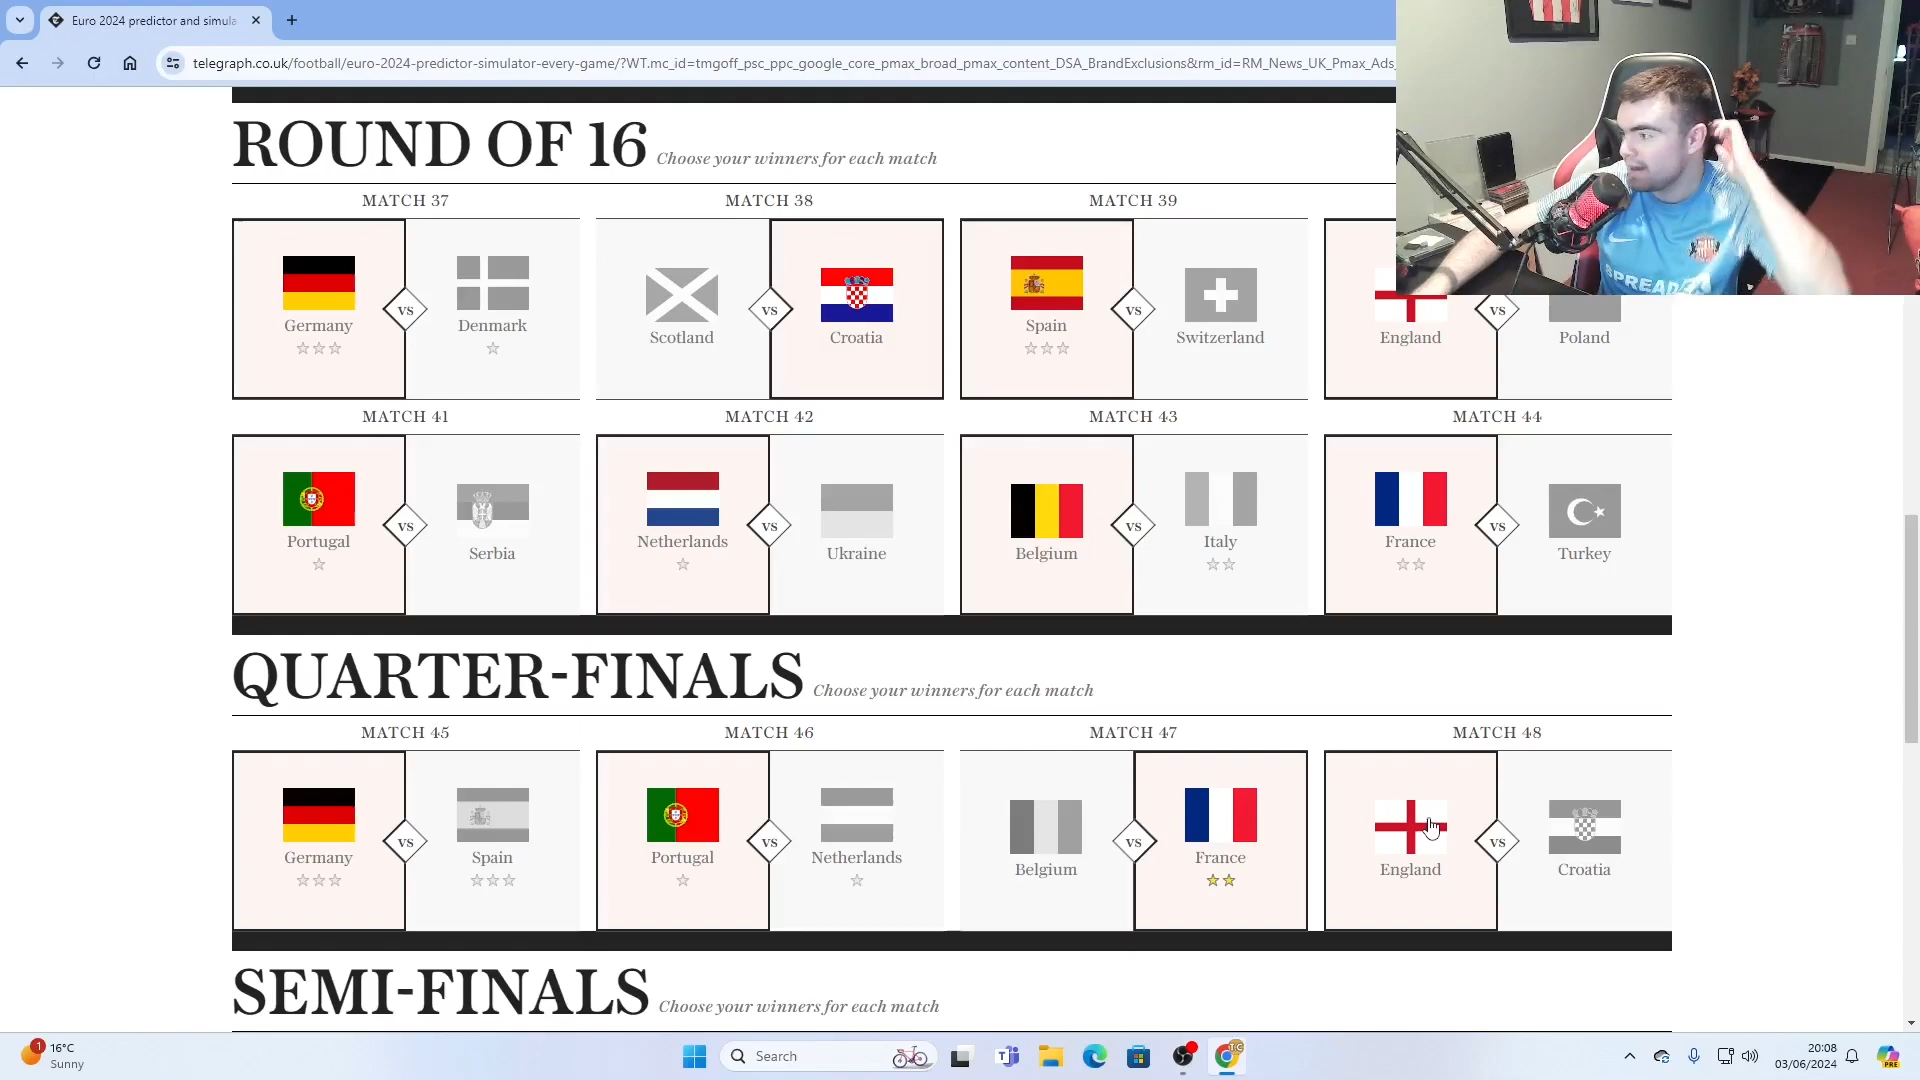 Euro 2024 predictor and simula
telegraph.co.uk/football/euro-2024-predictor-simulator-every-game/?WT.mc_id=tmgoff_psc_ppc_google_core_pmax_broad_pmax_content_DSA_BrandExclusions&rm_id=RM_News_UK_Pmax_Ads_
ROUND OF 16 Choose your winners for each match
MATCH 37 MATCH 38 MATCH 39
Germany vs Denmark
Scotland vs Croatia
Spain vs Switzerland
England vs Poland
SPREAD
MATCH 41 MATCH 42 MATCH 43 MATCH 44
Portugal vs Serbia
Netherlands vs Ukraine
Belgium vs Italy
France vs Turkey
QUARTER-FINALS Choose your winners for each match
MATCH 45 MATCH 46 MATCH 47 MATCH 48
Germany vs Spain
Portugal vs Netherlands
Belgium vs France
England vs Croatia
SEMI-FINALS Choose your winners for each match
1
16°C
Sunny
Search
T.C
20:08
03/06/2024
PRE